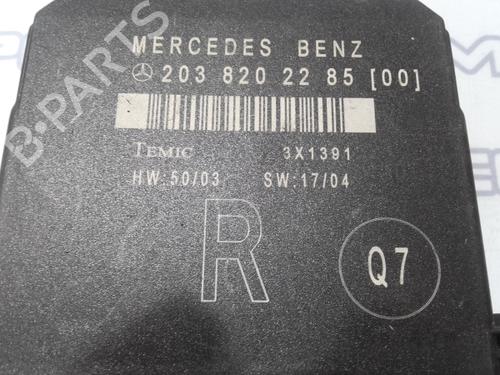 MERCEDES BENZ
203 820 22 85 [00]
TEMIC 3X1391
HW:50/03 SW:17/04
R
Q7
B-PARTS